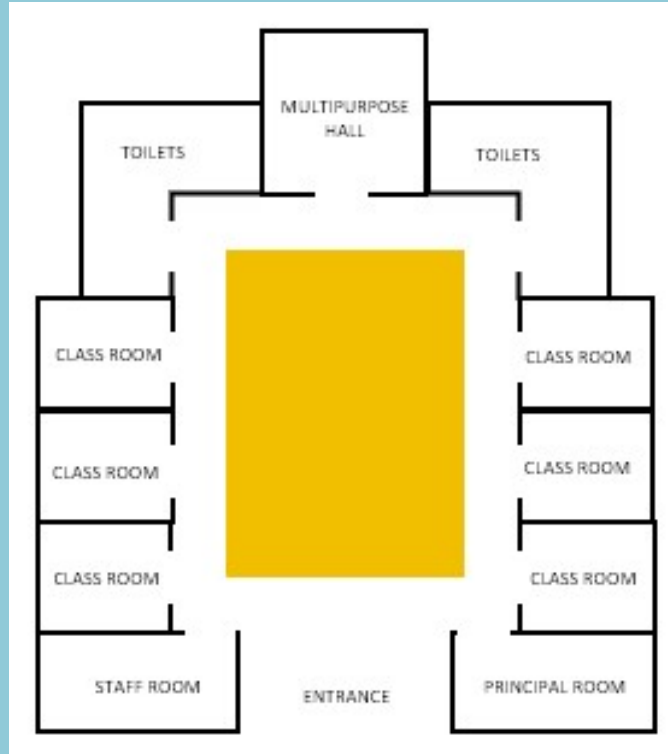 MULTIPURPOSE
HALL
TOILETS
TOILETS
CLASS ROOM
CLASS ROOM
CLASS ROOM
CLASS ROOM
CLASS ROOM
CLASS ROOM
STAFF ROOM
ENTRANCE
PRINCIPAL ROOM